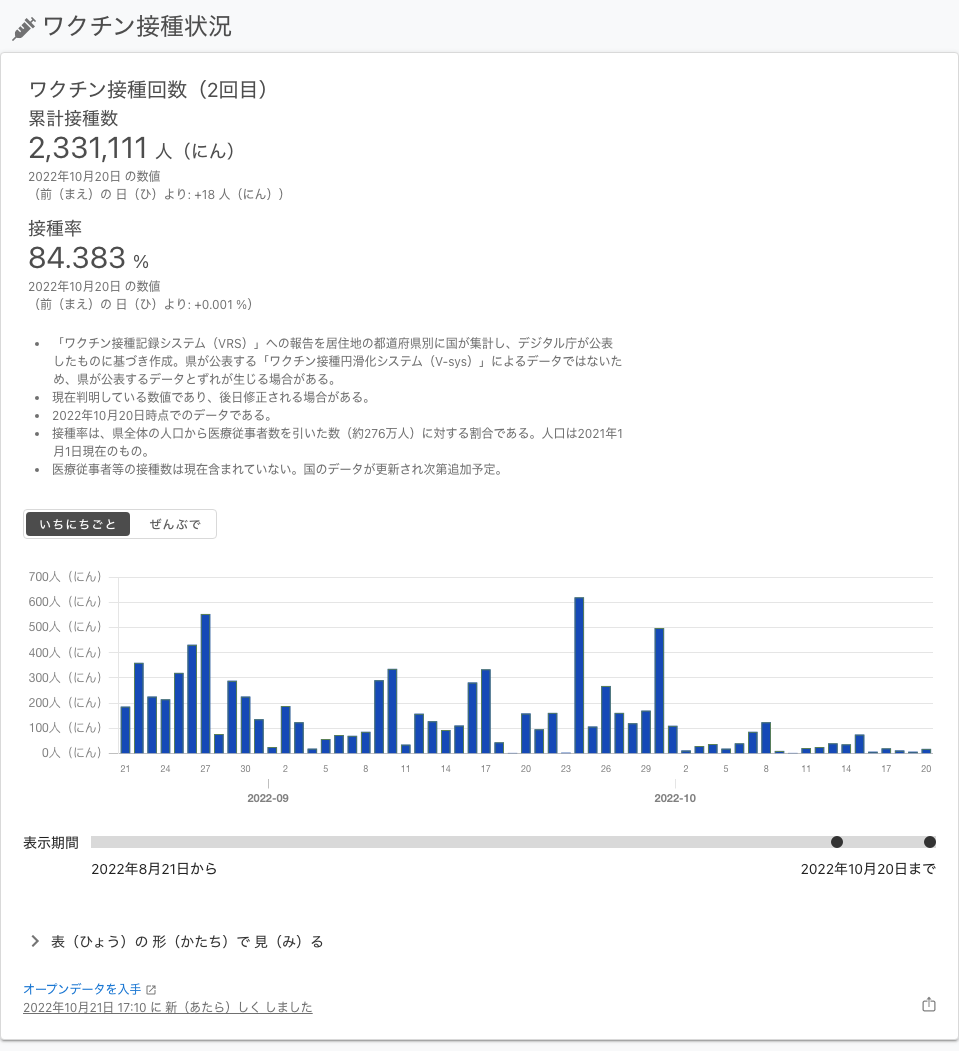 ワクチン接種状況
ワクチン接種回数（2回目）
累計接種数
2,331,111 人（にん）
2022年10月20日 の数値
（前（まえ）の 日（ひ）より: +18 人（にん））
接種率
84.383 %
2022年10月20日 の数値
（前（まえ）の 日（ひ）より: +0.001 %）
• 「ワクチン接種記録システム（VRS）」への報告を居住地の都道府県別に国が集計し、デジタル庁が公表
したものに基づき作成。県が公表する「ワクチン接種円滑化システム（V-sys）」によるデータではないた
め、県が公表するデータとずれが生じる場合がある。
• 現在判明している数値であり、後日修正される場合がある。
• 2022年10月20日時点でのデータである。
• 接種率は、県全体の人口から医療従事者数を引いた数（約276万人）に対する割合である。人口は2021年1
月1日現在のもの。
• 医療従事者等の接種数は現在含まれていない。国のデータが更新され次第追加予定。
いちにちごと ぜんぶで
700人（にん）
600人（にん）
500人（にん）
400人（にん）
300人（にん）
200人（にん）
100人（にん）
0人（にん）
21 24 27 30 2 5 8 11 14 17 20 23 26 29 2 5 8 11 14 17 20
2022-09 2022-10
表示期間
2022年8月21日から 2022年10月20日まで
表（ひょう）の 形（かたち）で 見（み）る
オープンデータを入手
2022年10月21日 17:10 に 新（あたら）しく しました